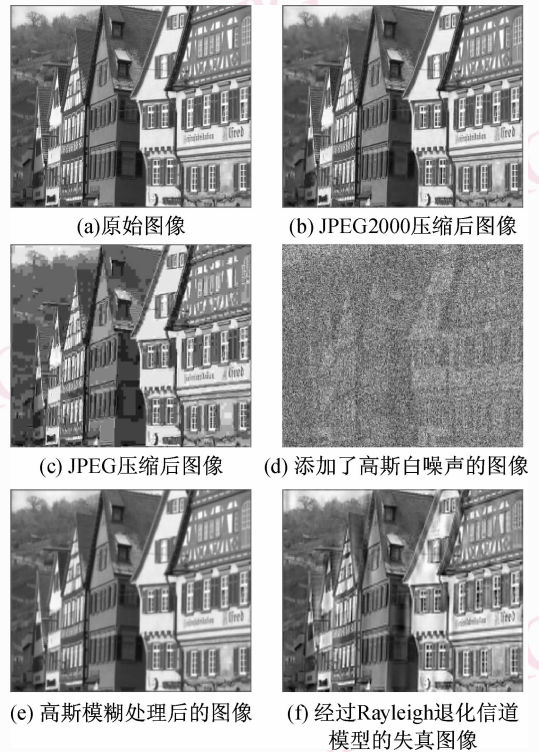 (a)原始图像
(b) JPEG2000压缩后图像
(c) JPEG压缩后图像
(d) 添加了高斯白噪声的图像
(e) 高斯模糊处理后的图像
(f) 经过Rayleigh退化信道
模型的失真图像